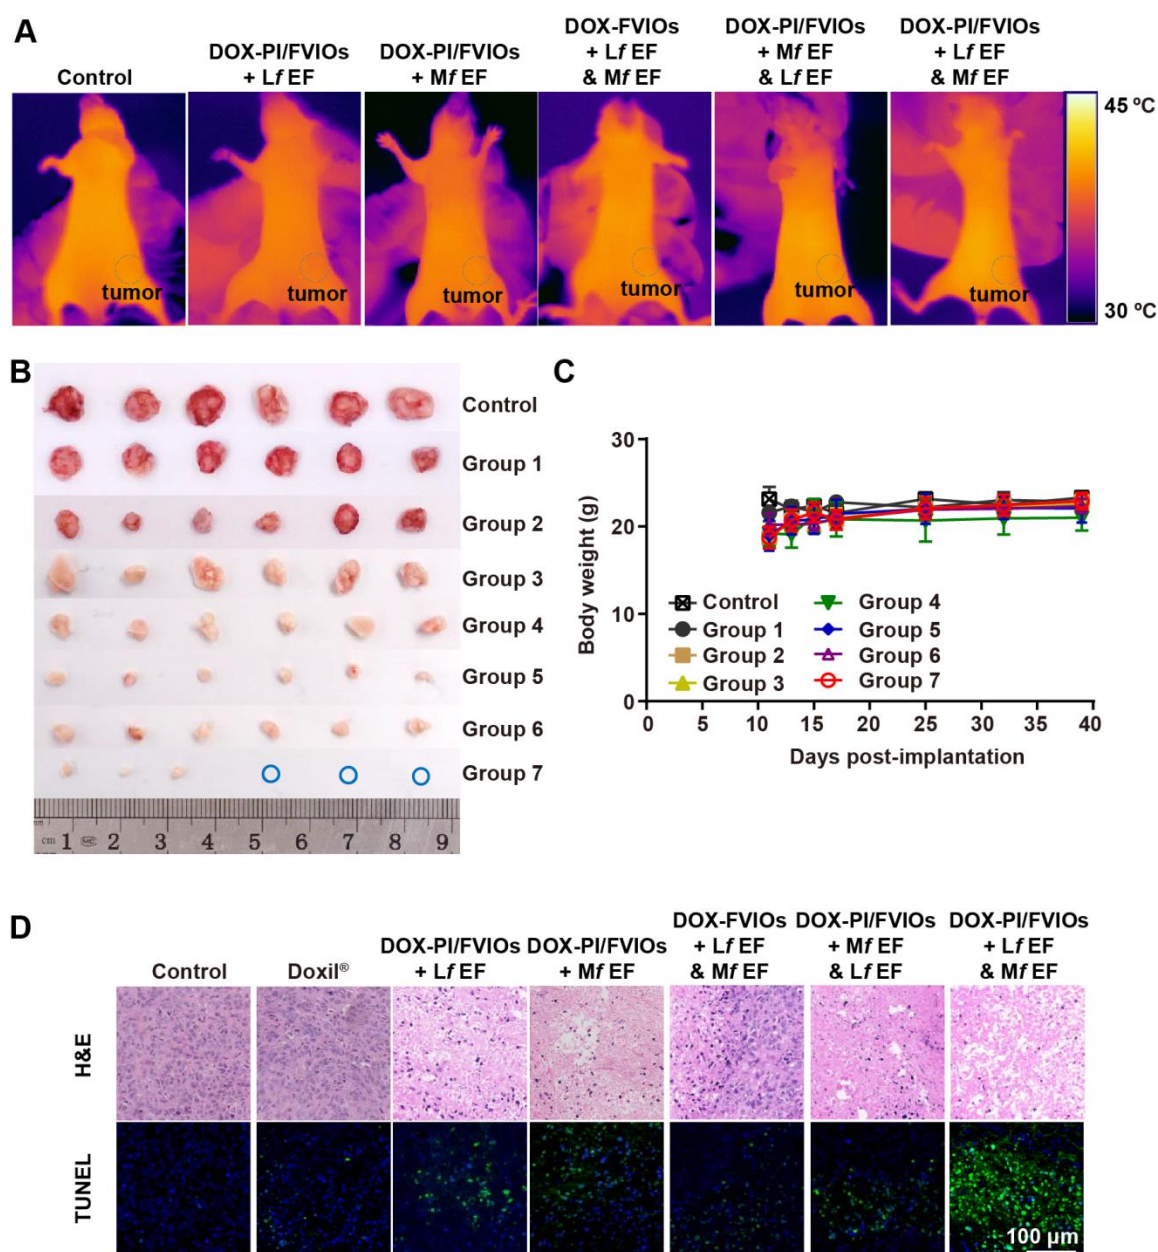 A
Control
DOX-PI/FVIOs
+ Lf EF
DOX-PI/FVIOs
+ Mf EF
DOX-FVIOs
+ Lf EF
& Mf EF
DOX-PI/FVIOs
+ Mf EF
& Lf EF
DOX-PI/FVIOs
+ Lf EF
& Mf EF
45 ºC
30 ºC
tumor
tumor
tumor
tumor
tumor
tumor
B
Control
Group 1
Group 2
Group 3
Group 4
Group 5
Group 6
Group 7
cm 1 MC 2 3 4 5 6 7 8 9
C
Body weight (g)
30
20
10
0
Control
Group 1
Group 2
Group 3
Group 4
Group 5
Group 6
Group 7
0 5 10 15 20 25 30 35 40
Days post-implantation
D
Control
Doxil®
DOX-PI/FVIOs
+ Lf EF
DOX-PI/FVIOs
+ Mf EF
DOX-FVIOs
+ Lf EF
& Mf EF
DOX-PI/FVIOs
+ Mf EF
& Lf EF
DOX-PI/FVIOs
+ Lf EF
& Mf EF
H&E
TUNEL
100 µm